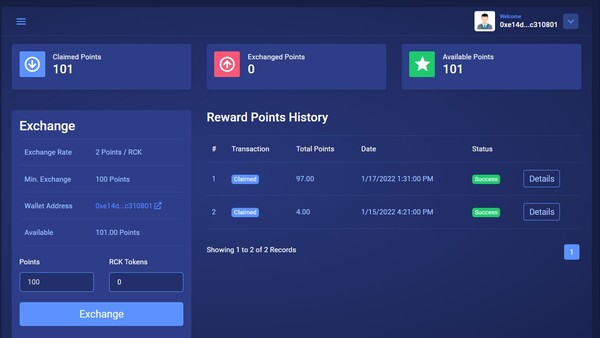 Welcome
0xe14d...c310801
Claimed Points
101
Exchanged Points
0
Available Points
101
Exchange
Exchange Rate 2 Points / RCK
Min. Exchange 100 Points
Wallet Address 0xe14d...c310801
Available 101.00 Points
Points RCK Tokens
100 0
Exchange
Reward Points History
# Transaction Total Points Date Status
1 Claimed 97.00 1/17/2022 1:31:00 PM Success Details
2 Claimed 4.00 1/15/2022 4:21:00 PM Success Details
Showing 1 to 2 of 2 Records
1